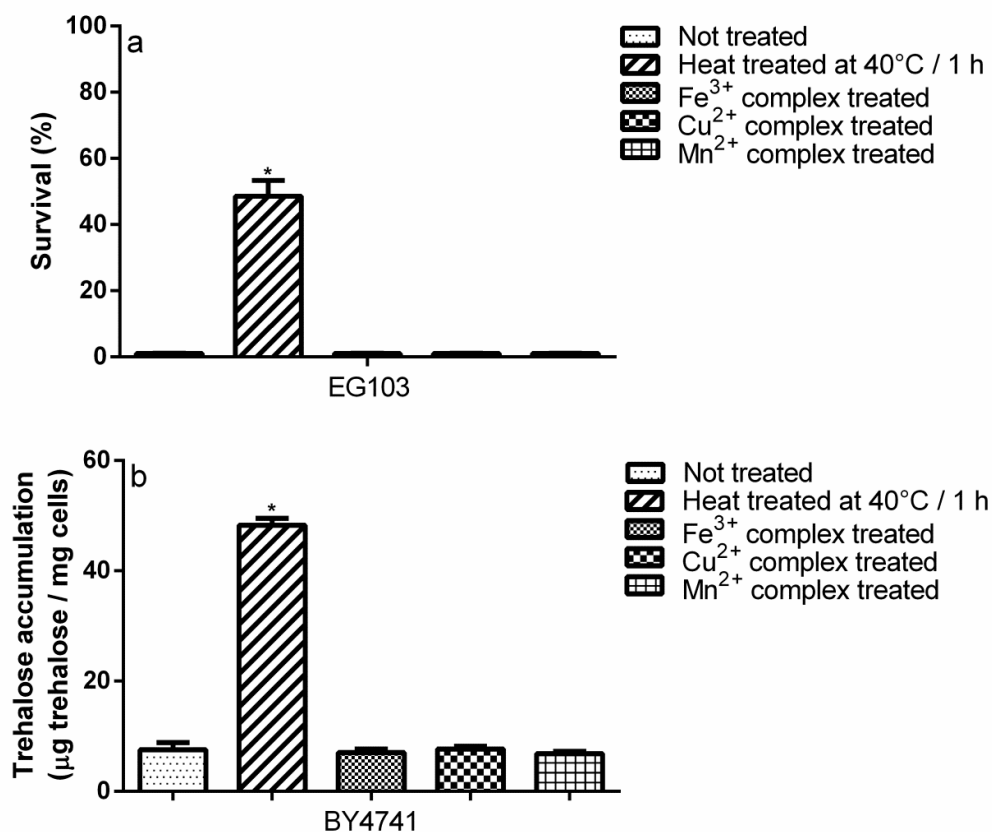 a
100
80
60
40
20
0
Survival (%)
*
EG103
Not treated
Heat treated at 40°C / 1 h
Fe³⁺ complex treated
Cu²⁺ complex treated
Mn²⁺ complex treated
b
60
40
20
0
Trehalose accumulation
(μg trehalose / mg cells)
*
BY4741
Not treated
Heat treated at 40°C / 1 h
Fe³⁺ complex treated
Cu²⁺ complex treated
Mn²⁺ complex treated